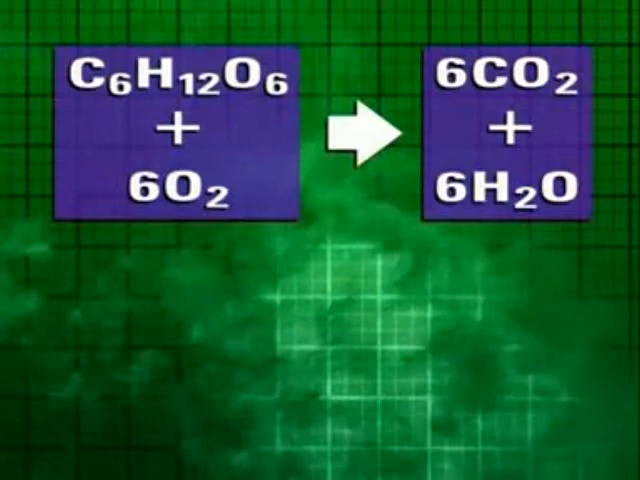 C₆H₁₂O₆
+
6O₂
6CO₂
+
6H₂O